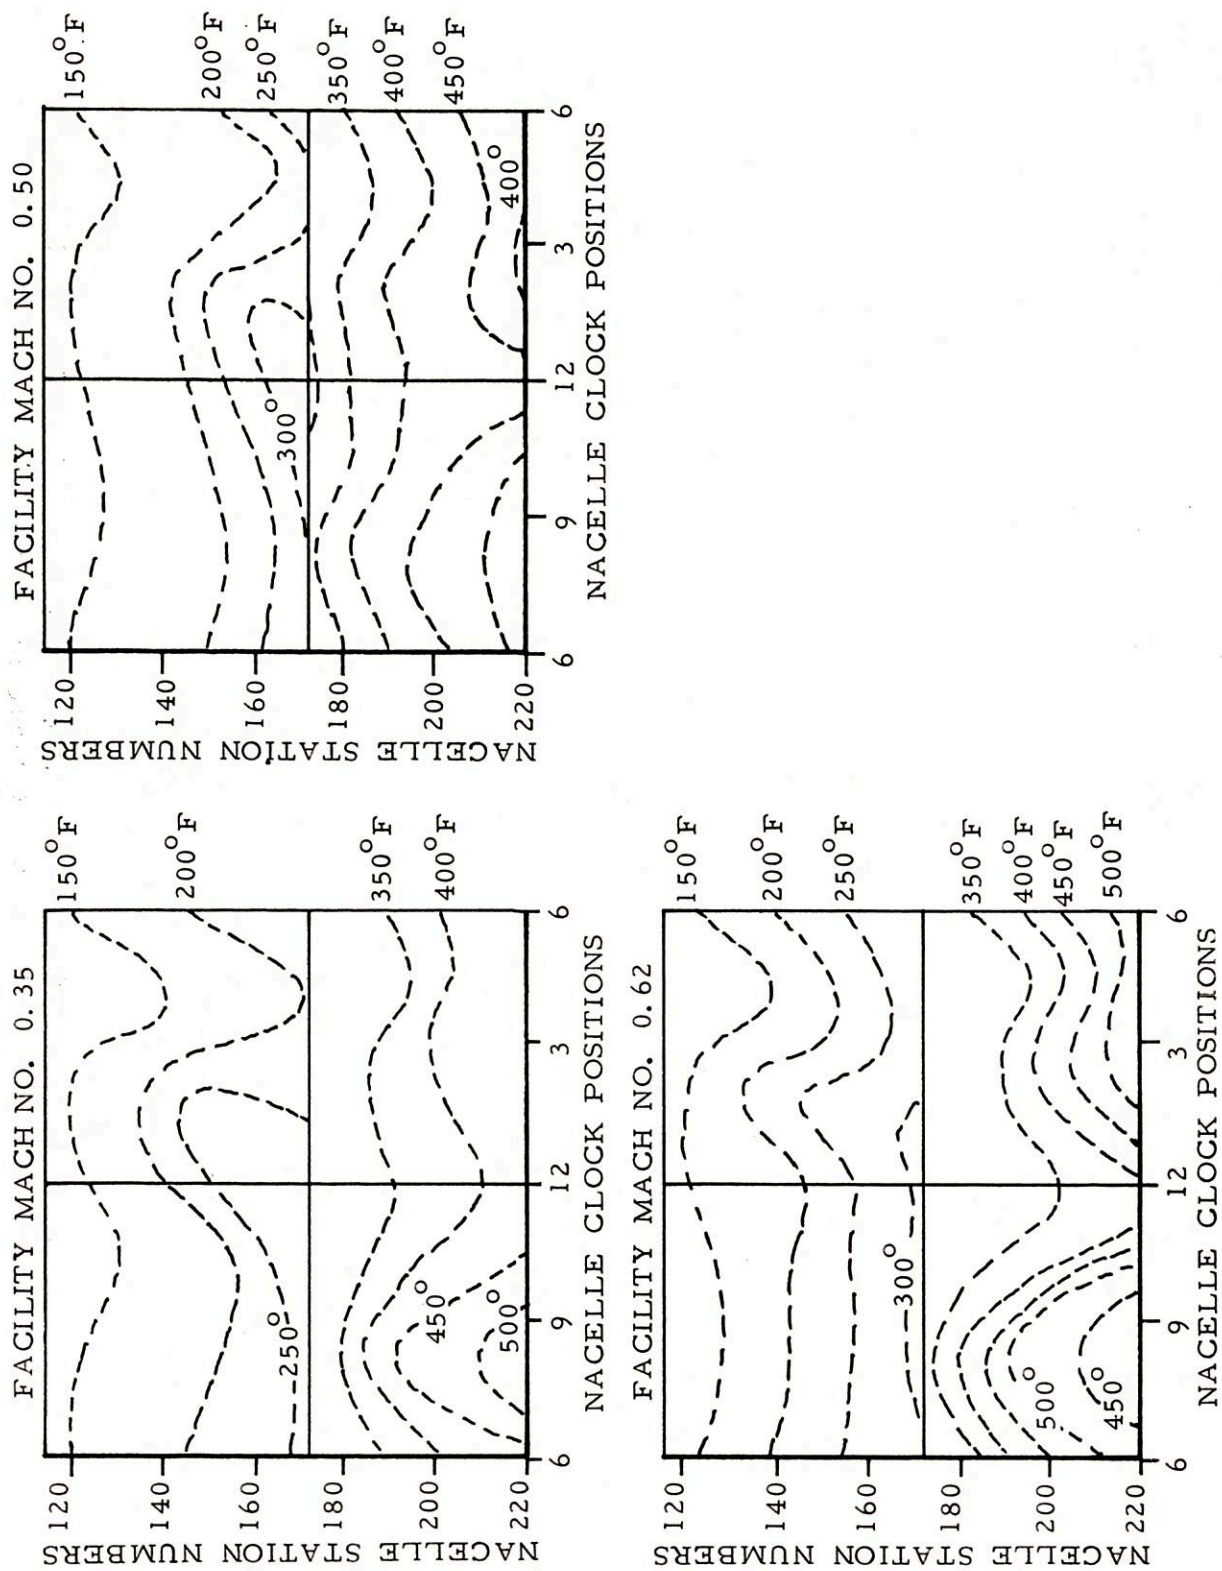 FACILITY MACH NO. 0.35
150°F
200°F
350°F
400°F
250°
450°
500°
120
140
160
180
200
220
NACELLE STATION NUMBERS
6
9
12
3
6
NACELLE CLOCK POSITIONS
FACILITY MACH NO. 0.50
150°F
200°F
250°F
350°F
400°F
450°F
300°
400°
120
140
160
180
200
220
NACELLE STATION NUMBERS
6
9
12
3
6
NACELLE CLOCK POSITIONS
FACILITY MACH NO. 0.62
150°F
200°F
250°F
350°F
400°F
450°F
500°F
300°
500°
450°
120
140
160
180
200
220
NACELLE STATION NUMBERS
6
9
12
3
6
NACELLE CLOCK POSITIONS